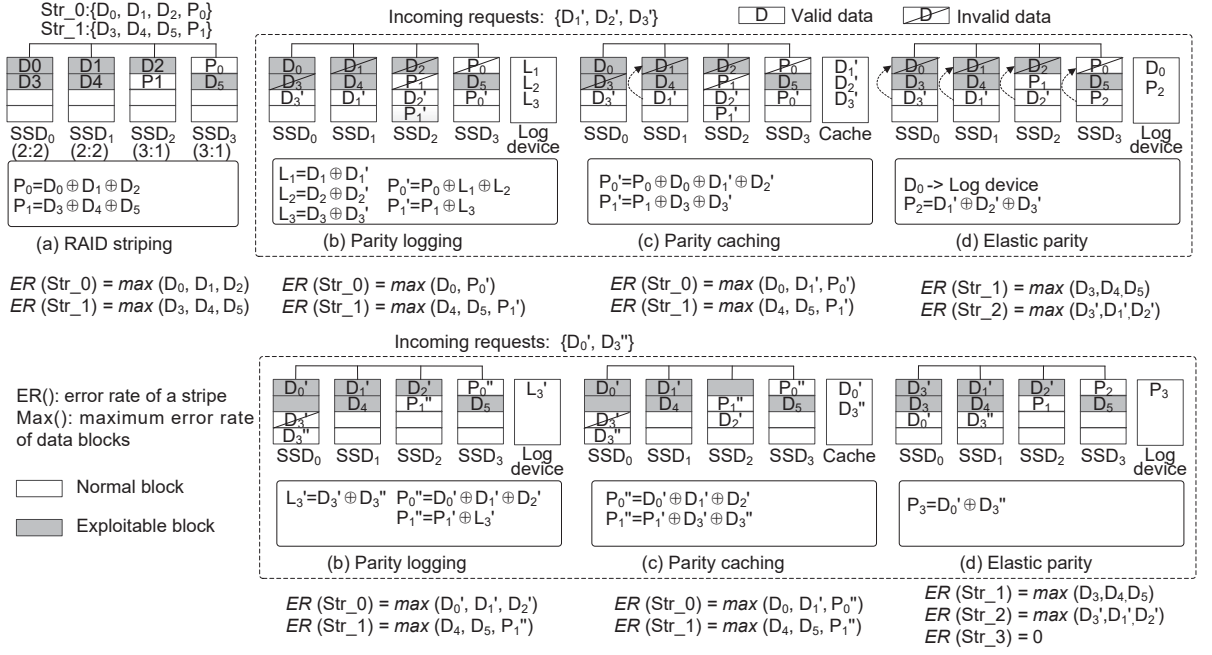 Str_0:{D0, D1, D2, P0}
Str_1:{D3, D4, D5, P1}
Incoming requests: {D1', D2', D3'}
D Valid data
D Invalid data
D0 D1 D2 P0
D3 D4 P1 D5
SSD0 SSD1 SSD2 SSD3
(2:2) (2:2) (3:1) (3:1)
P0=D0⊕D1⊕D2
P1=D3⊕D4⊕D5
(a) RAID striping
ER (Str_0) = max (D0, D1, D2)
ER (Str_1) = max (D3, D4, D5)
D0 D1 D2 P0 L1
D3 D4 P1 D5 L2
D3' D1' D2' P0' L3
P1'
SSD0 SSD1 SSD2 SSD3 Log
device
L1=D1⊕D1'
L2=D2⊕D2' P0'=P0⊕L1⊕L2
L3=D3⊕D3' P1'=P1⊕L3
(b) Parity logging
ER (Str_0) = max (D0, P0')
ER (Str_1) = max (D4, D5, P1')
D0 D1 D2 P0 D1'
D3 D4 P1 D5 D2'
D3' D1' D2' P0' D3'
P1'
SSD0 SSD1 SSD2 SSD3 Cache
P0'=P0⊕D0⊕D1'⊕D2'
P1'=P1⊕D3⊕D3'
(c) Parity caching
ER (Str_0) = max (D0, D1', P0')
ER (Str_1) = max (D4, D5, P1')
D0 D1 D2 P0 D0
D3 D4 P1 D5 P2
D3' D1' D2' P2
SSD0 SSD1 SSD2 SSD3 Log
device
D0 -> Log device
P2=D1'⊕D2'⊕D3'
(d) Elastic parity
ER (Str_1) = max (D3,D4,D5)
ER (Str_2) = max (D3',D1',D2')
Incoming requests: {D0', D3''}
ER(): error rate of a stripe
Max(): maximum error rate
of data blocks
Normal block
Exploitable block
D0' D1' D2' P0'' L3'
D4 P1'' D5
D3'
D3''
SSD0 SSD1 SSD2 SSD3 Log
device
L3'=D3'⊕D3'' P0''=D0'⊕D1'⊕D2'
P1''=P1'⊕L3'
(b) Parity logging
ER (Str_0) = max (D0', D1', D2')
ER (Str_1) = max (D4, D5, P1'')
D0' D1' P0'' D0'
D4 P1'' D5 D3''
D3' D2'
D3''
SSD0 SSD1 SSD2 SSD3 Cache
P0''=D0'⊕D1'⊕D2'
P1''=P1'⊕D3'⊕D3''
(c) Parity caching
ER (Str_0) = max (D0, D1', P0'')
ER (Str_1) = max (D4, D5, P1'')
D3' D1' D2' P2 P3
D3 D4 P1 D5
D0' D3''
SSD0 SSD1 SSD2 SSD3 Log
device
P3=D0'⊕D3''
(d) Elastic parity
ER (Str_1) = max (D3,D4,D5)
ER (Str_2) = max (D3',D1',D2')
ER (Str_3) = 0